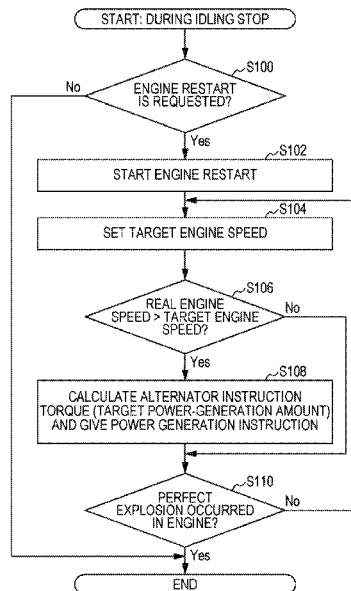 START: DURING IDLING STOP
S100
No
ENGINE RESTART
IS REQUESTED?
Yes
S102
START ENGINE RESTART
S104
SET TARGET ENGINE SPEED
S106
REAL ENGINE
SPEED > TARGET ENGINE
SPEED?
No
Yes
S108
CALCULATE ALTERNATOR INSTRUCTION
TORQUE (TARGET POWER-GENERATION AMOUNT)
AND GIVE POWER GENERATION INSTRUCTION
S110
PERFECT
EXPLOSION OCCURRED
IN ENGINE?
No
Yes
END